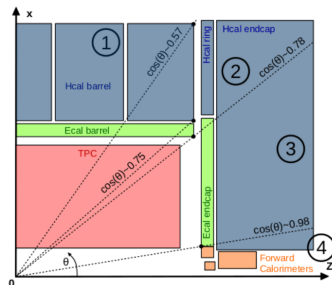 x
1
Hcal barrel
cos(θ)~0.57
Hcal ring
Hcal endcap
2
cos(θ)~0.78
Ecal barrel
TPC
cos(θ)~0.75
Ecal endcap
3
cos(θ)~0.98
4
θ
Forward
Calorimeters
0
Z